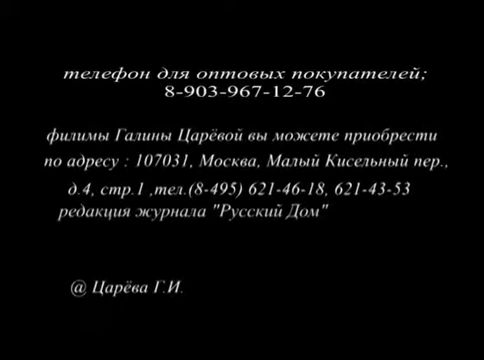 телефон для оптовых покупателей;
8-903-967-12-76
филимы Галины Царёвой вы можете приобрести
по адресу : 107031, Москва, Малый Кисельный пер.,
д.4, стр.1 ,тел.(8-495) 621-46-18, 621-43-53
редакция журнала "Русский Дом"
@ Царёва Г.И.